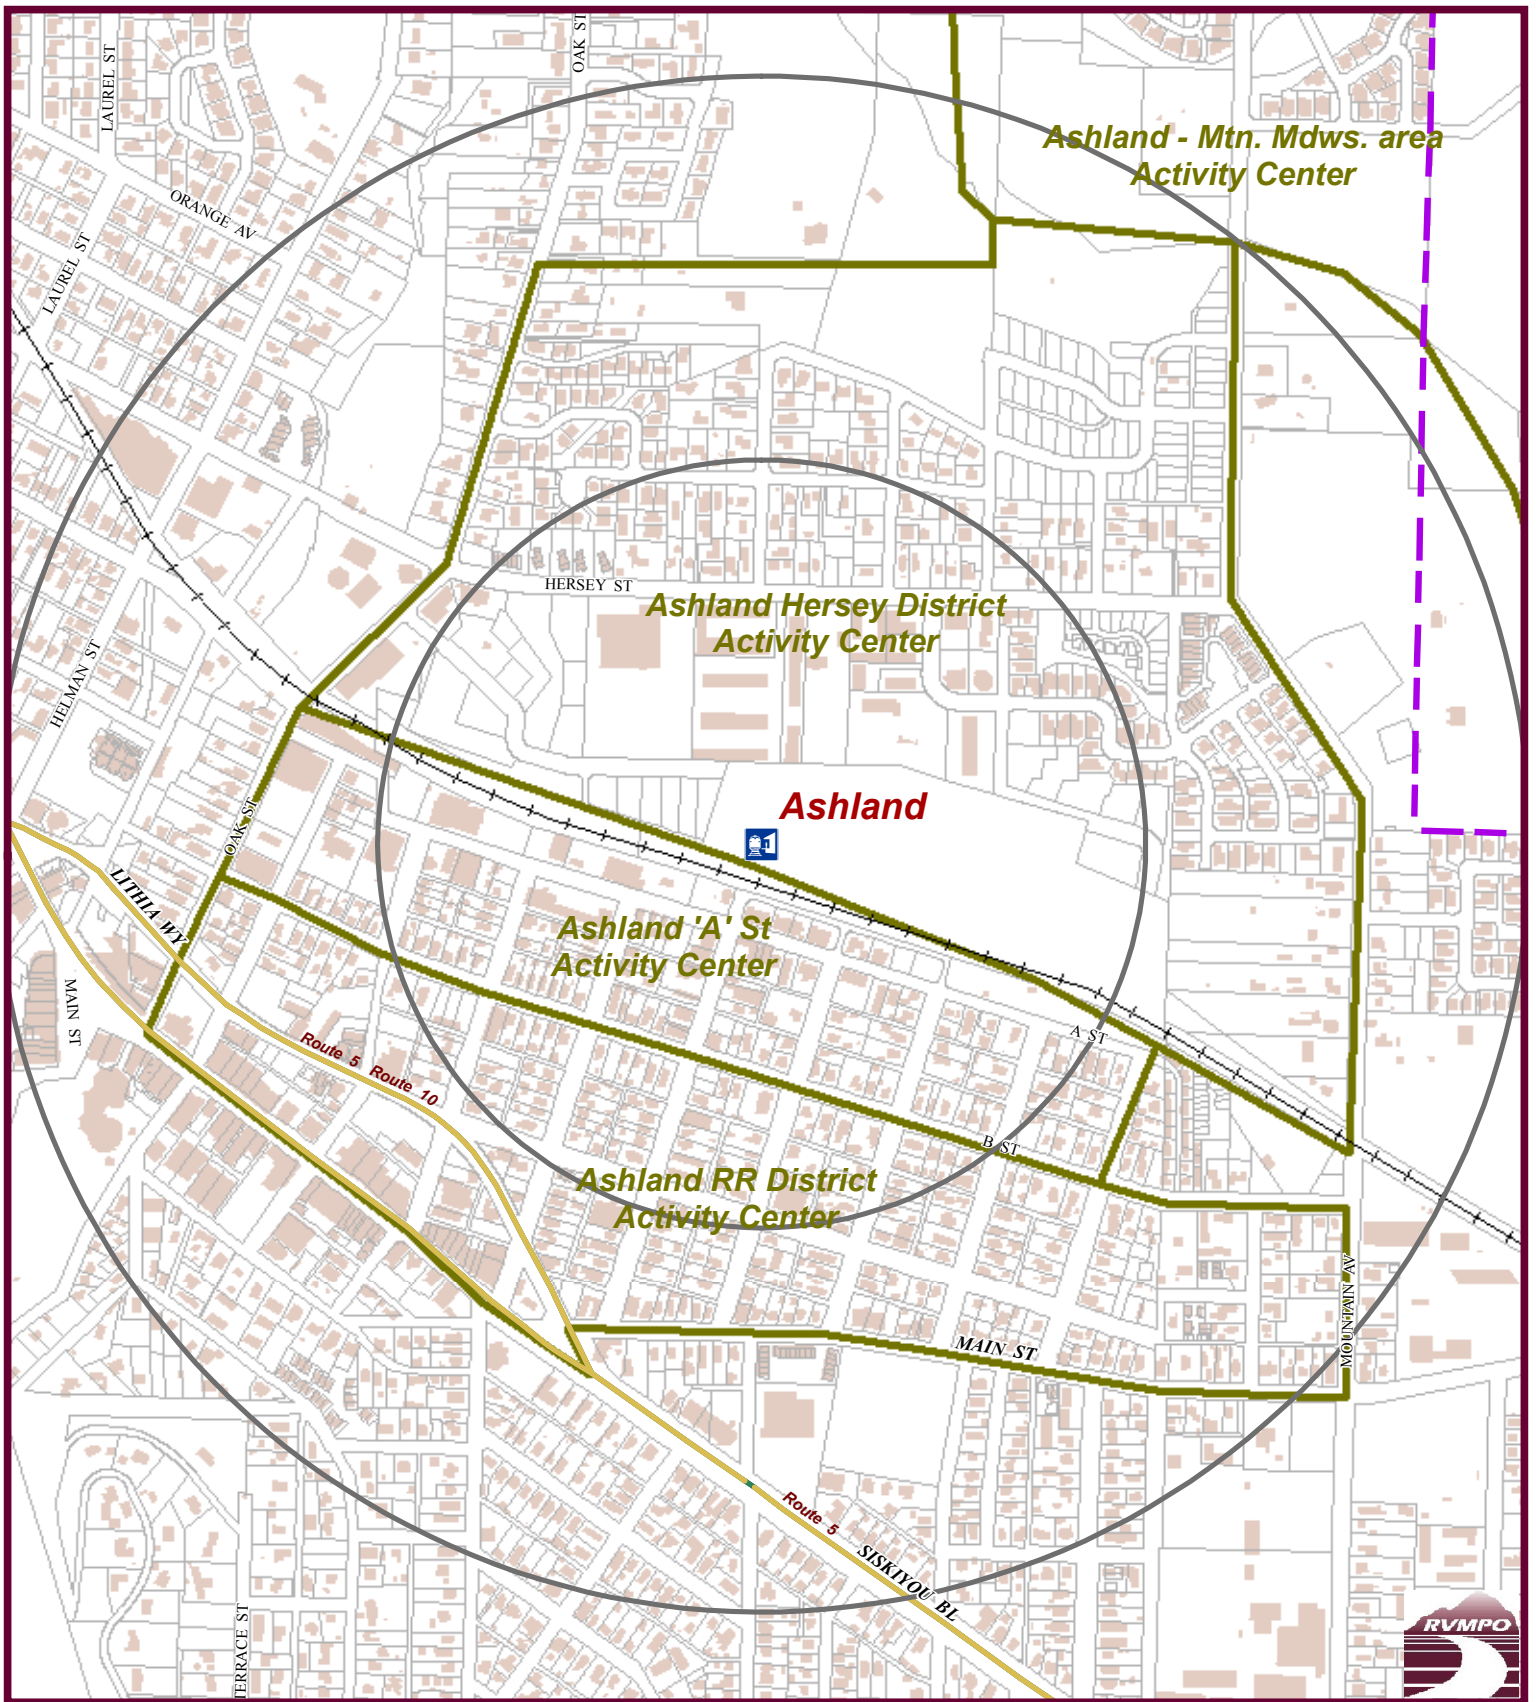 OAK ST
LAUREL ST
Ashland - Mtn. Mdws. area
Activity Center
ORANGE AV
LAUREL ST
HERSEY ST
Ashland Hersey District
Activity Center
HELMAN ST
Ashland
OAK ST
LITHIA WY
Ashland 'A' St
Activity Center
MAIN ST
A ST
Route 5 Route 10
B ST
Ashland RR District
Activity Center
MOUNTAIN AV
MAIN ST
Route 5
SISKIYOU BL
TERRACE ST
RVMPO